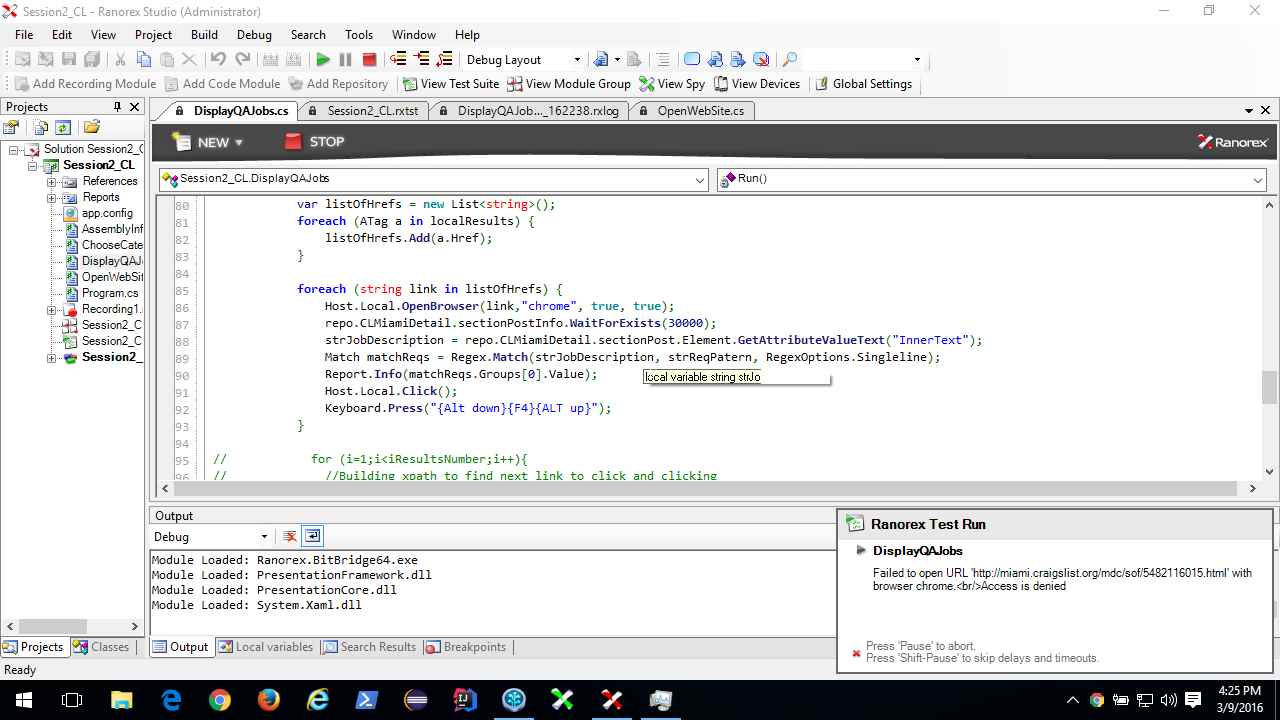 Session2_CL - Ranorex Studio (Administrator)
File Edit View Project Build Debug Search Tools Window Help
Debug Layout
Add Recording Module Add Code Module Add Repository View Test Suite View Module Group View Spy View Devices Global Settings
Projects
DisplayQAJobs.cs Session2_CL.rxtst DisplayQAJob..._162238.rxlog OpenWebSite.cs
NEW STOP Ranorex
Solution Session2_C
Session2_CL
References
Reports
app.config
AssemblyInf
ChooseCate
DisplayQAJ
OpenWebSit
Program.cs
Recording1.
Session2_C
Session2_C
Session2_
Session2_CL.DisplayQAJobs Run()
80 var listOfHrefs = new List<string>();
81 foreach (ATag a in localResults) {
82 listOfHrefs.Add(a.Href);
83 }
84
85 foreach (string link in listOfHrefs) {
86 Host.Local.OpenBrowser(link,"chrome", true, true);
87 repo.CLMiamiDetail.sectionPostInfo.WaitForExists(30000);
88 strJobDescription = repo.CLMiamiDetail.sectionPost.Element.GetAttributeValueText("InnerText");
89 Match matchReqs = Regex.Match(strJobDescription, strReqPatern, RegexOptions.Singleline);
90 Report.Info(matchReqs.Groups[0].Value);
local variable string strJo
91 Host.Local.Click();
92 Keyboard.Press("{Alt down}{F4}{ALT up}");
93 }
94
95 // for (i=1;i<iResultsNumber;i++){
96 // //Building xpath to find next link to click and clicking
Output
Debug
Module Loaded: Ranorex.BitBridge64.exe
Module Loaded: PresentationFramework.dll
Module Loaded: PresentationCore.dll
Module Loaded: System.Xaml.dll
Ranorex Test Run
DisplayQAJobs
Failed to open URL 'http://miami.craigslist.org/mdc/sof/5482116015.html' with
browser chrome.<br/>Access is denied
Press 'Pause' to abort.
Press 'Shift-Pause' to skip delays and timeouts.
Projects Classes Output Local variables Search Results Breakpoints
Ready
4:25 PM
3/9/2016